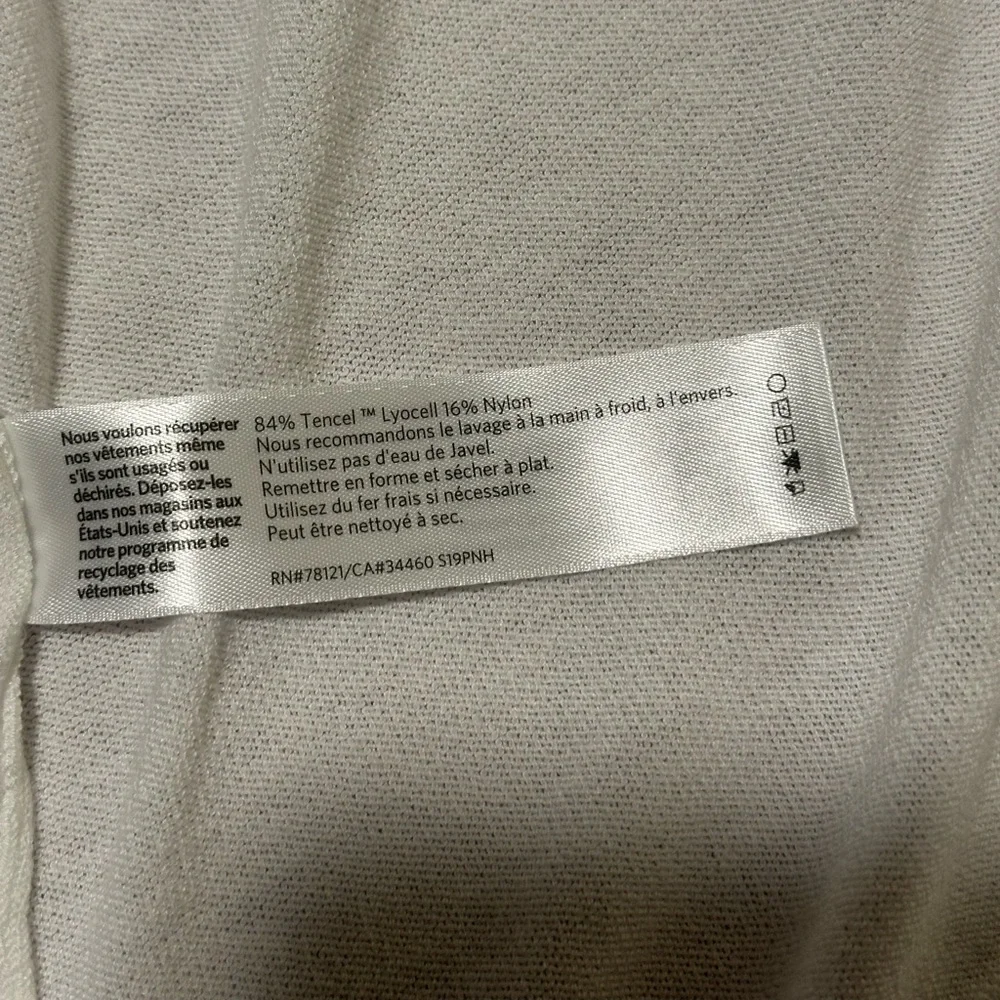 Nous voulons récupérer
nos vêtements même
s'ils sont usagés ou
déchirés. Déposez-les
dans nos magasins aux
États-Unis et soutenez
notre programme de
recyclage des
vêtements.
84% Tencel ™ Lyocell 16% Nylon
Nous recommandons le lavage à la main à froid, à l'envers.
N'utilisez pas d'eau de Javel.
Remettre en forme et sécher à plat.
Utilisez du fer frais si nécessaire.
Peut être nettoyé à sec.
RN#78121/CA#34460 S19PNH